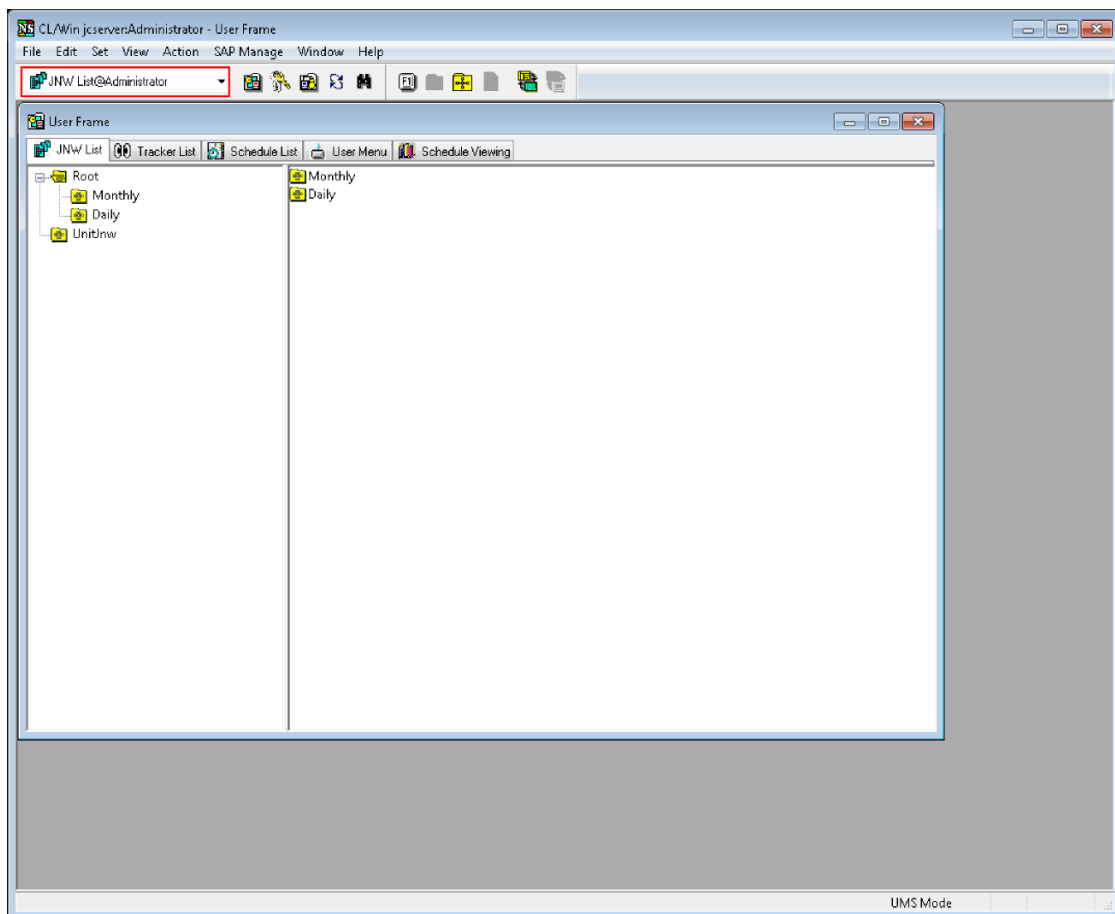 CL/Win jcserver:Administrator - User Frame
File Edit Set View Action SAP Manage Window Help
JNW List@Administrator
User Frame
JNW List Tracker List Schedule List User Menu Schedule Viewing
Root
Monthly
Daily
UnitJnw
Monthly
Daily
UMS Mode